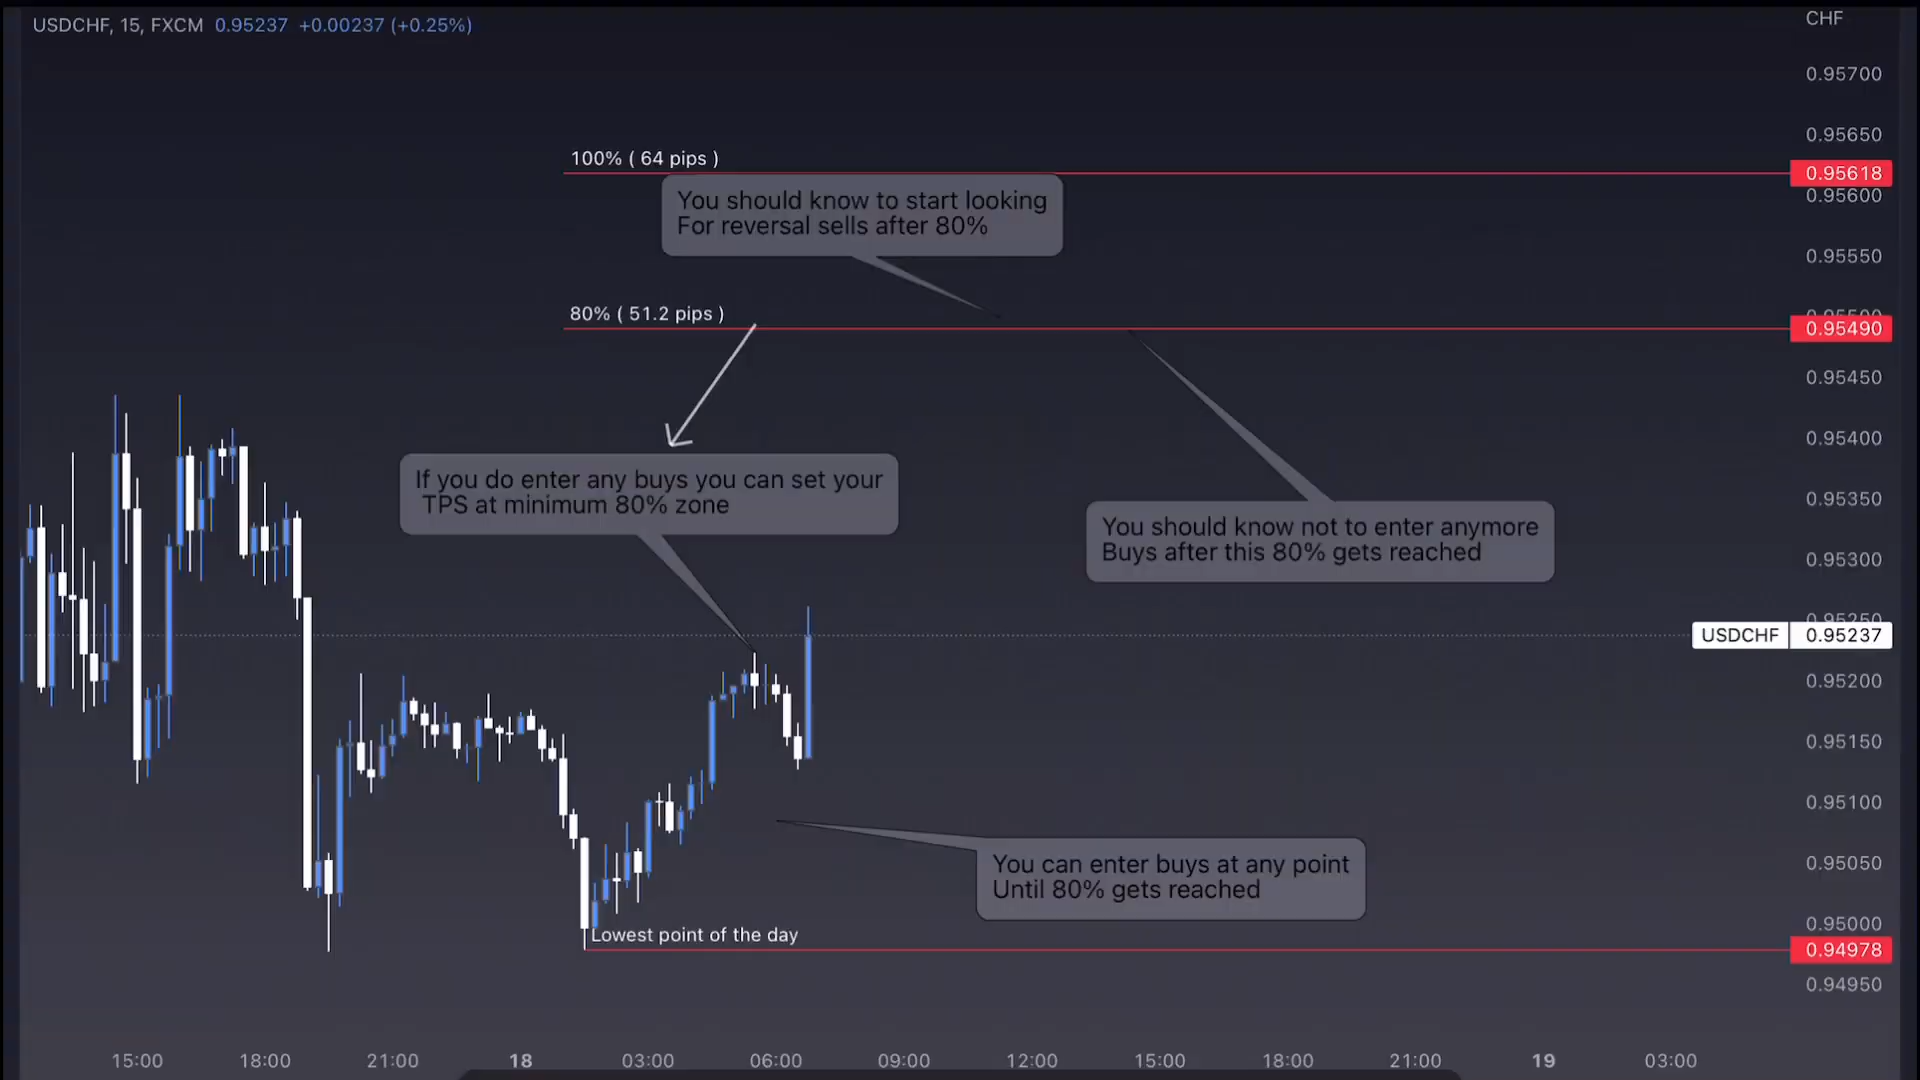 USDCHF, 15, FXCM 0.95237 +0.00237 (+0.25%)
CHF
0.95700
0.95650
100% ( 64 pips )
0.95618
0.95600
You should know to start looking
For reversal sells after 80%
0.95550
80% ( 51.2 pips )
0.95500
0.95490
0.95450
0.95400
If you do enter any buys you can set your
TPS at minimum 80% zone
0.95350
You should know not to enter anymore
Buys after this 80% gets reached
0.95300
0.95250
USDCHF 0.95237
0.95200
0.95150
0.95100
You can enter buys at any point
Until 80% gets reached
0.95050
0.95000
Lowest point of the day
0.94978
0.94950
15:00 18:00 21:00 18 03:00 06:00 09:00 12:00 15:00 18:00 21:00 19 03:00